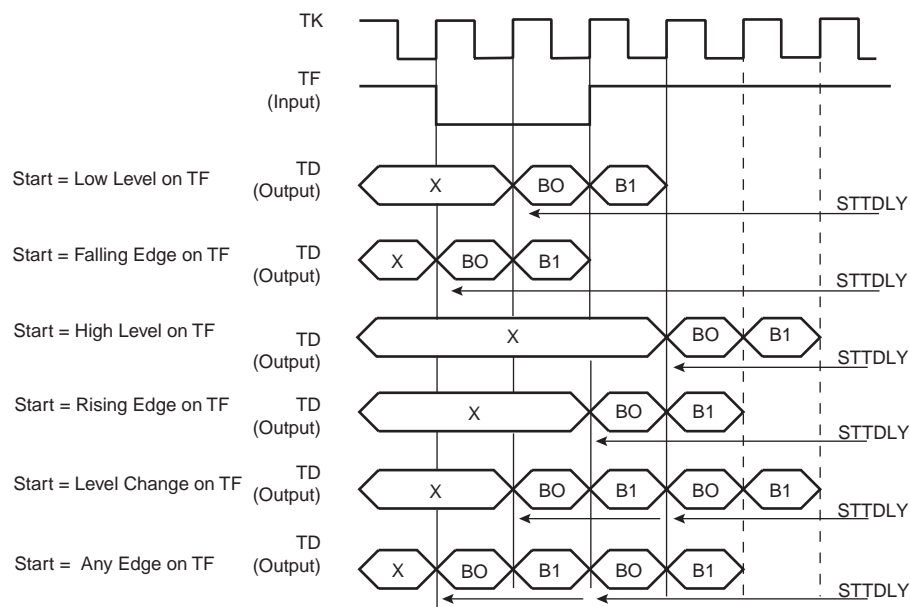 TK
TF
(Input)
Start = Low Level on TF
TD
(Output)
X
BO
B1
STTDLY
Start = Falling Edge on TF
TD
(Output)
X
BO
B1
STTDLY
Start = High Level on TF
TD
(Output)
X
BO
B1
STTDLY
Start = Rising Edge on TF
TD
(Output)
X
BO
B1
STTDLY
Start = Level Change on TF
TD
(Output)
X
BO
B1
BO
B1
STTDLY
Start = Any Edge on TF
TD
(Output)
X
BO
B1
BO
B1
STTDLY